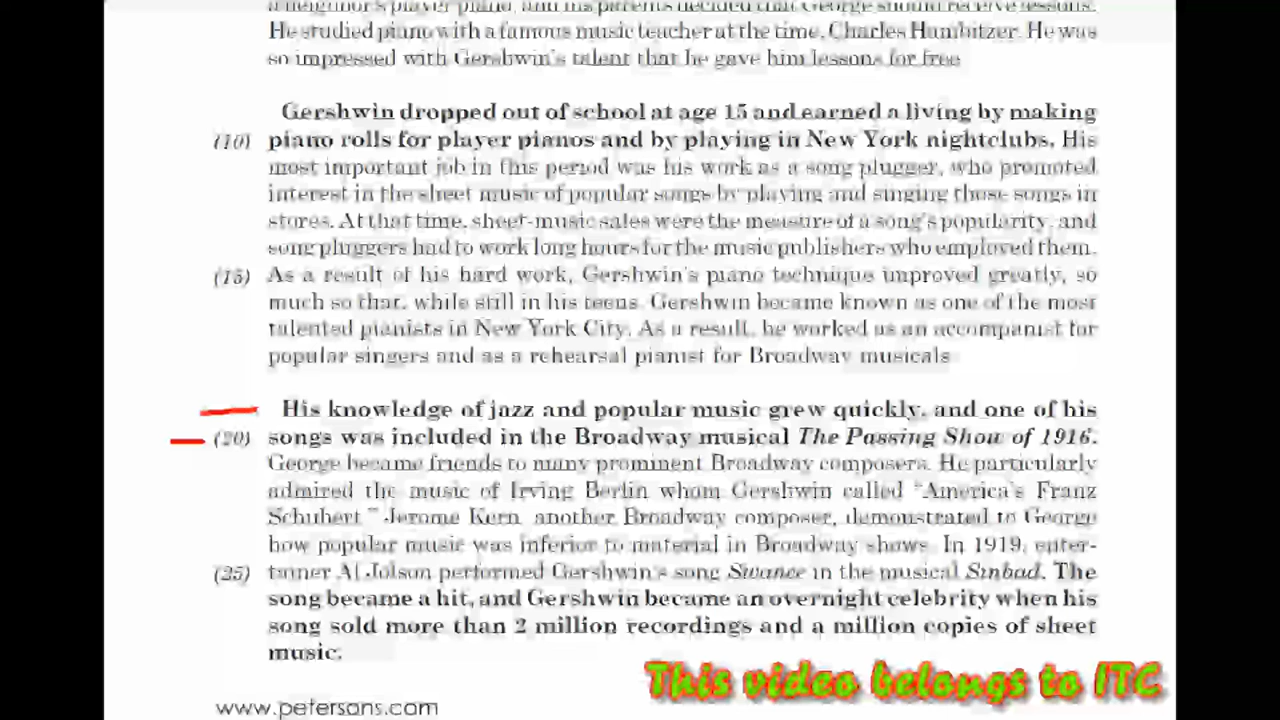 a neighbor's player piano, and his parents decided that George should receive lessons.
He studied piano with a famous music teacher at the time, Charles Hambitzer. He was
so impressed with Gershwin's talent that he gave him lessons for free
Gershwin dropped out of school at age 15 and earned a living by making
(10) piano rolls for player pianos and by playing in New York nightclubs. His
most important job in this period was his work as a song plugger, who promoted
interest in the sheet music of popular songs by playing and singing those songs in
stores. At that time, sheet-music sales were the measure of a song's popularity, and
song pluggers had to work long hours for the music publishers who employed them.
(15) As a result of his hard work, Gershwin's piano technique improved greatly, so
much so that, while still in his teens, Gershwin became known as one of the most
talented pianists in New York City. As a result, he worked as an accompanist for
popular singers and as a rehearsal pianist for Broadway musicals
His knowledge of jazz and popular music grew quickly, and one of his
(20) songs was included in the Broadway musical The Passing Show of 1916.
George became friends to many prominent Broadway composers. He particularly
admired the music of Irving Berlin whom Gershwin called "America's Franz
Schubert." Jerome Kern, another Broadway composer, demonstrated to George
how popular music was inferior to material in Broadway shows. In 1919, enter-
(25) tainer Al Jolson performed Gershwin's song Swanee in the musical Sinbad. The
song became a hit, and Gershwin became an overnight celebrity when his
song sold more than 2 million recordings and a million copies of sheet
music.
This video belongs to ITC
www.petersons.com